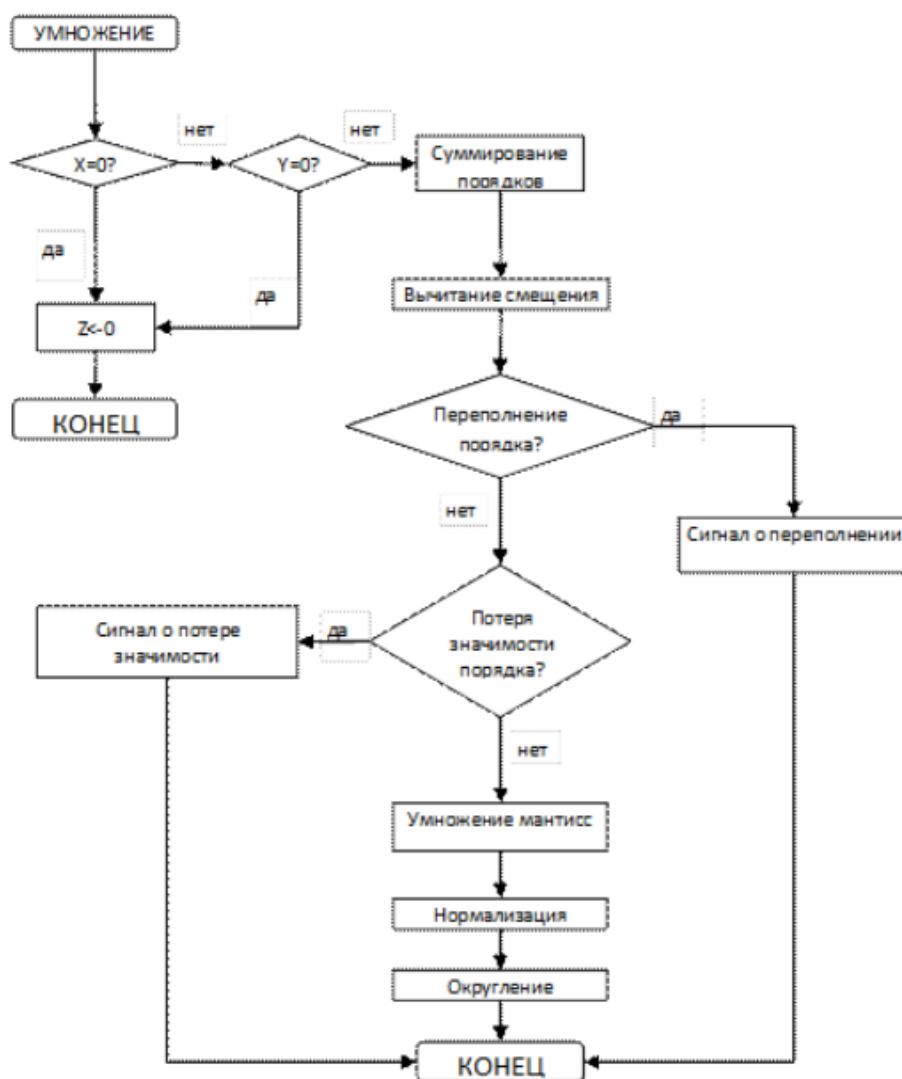 УМНОЖЕНИЕ
нет
нет
X=0?
Y=0?
Суммирование
порядков
да
да
Вычитание смещения
Z<-0
КОНЕЦ
Переполнение
порядка?
да
нет
Сигнал о переполнении
Сигнал о потере
значимости
да
Потеря
значимости
порядка?
нет
Умножение мантисс
Нормализация
Округление
КОНЕЦ